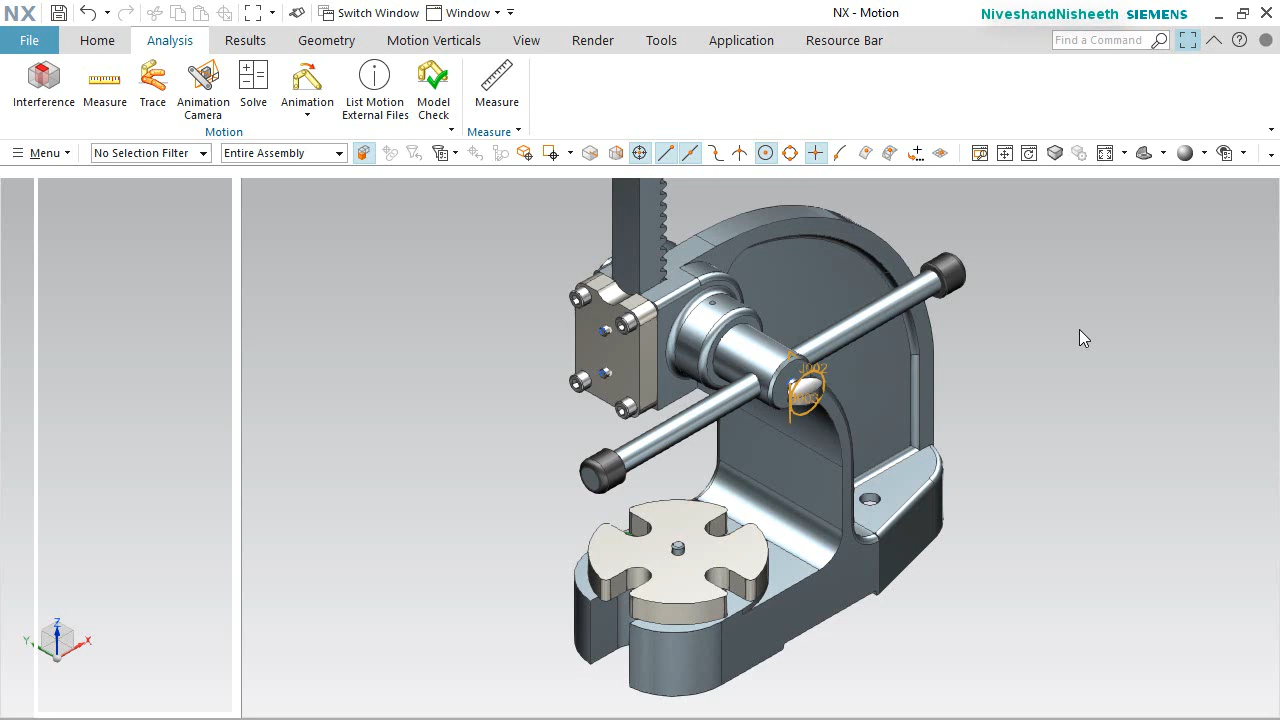 NX Switch Window Window NX - Motion NiveshandNisheeth SIEMENS
File Home Analysis Results Geometry Motion Vertics View Render Tools Application Resource Bar Find a Command
Interference Measure Trace Animation Camera Solve Animation List Motion External Files Model Check Measure
Motion Measure
Menu No Selection Filter Entire Assembly
J002
Z
Y X